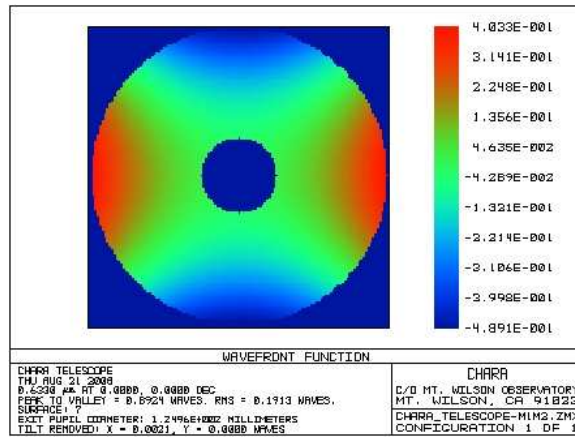 4.033E-001
3.141E-001
2.248E-001
1.356E-001
4.635E-002
-4.289E-002
-1.321E-001
-2.214E-001
-3.106E-001
-3.998E-001
-4.891E-001
WAVEFRONT FUNCTION
CHARA TELESCOPE
THU AUG 21 2008
0.6330 µm AT 0.0000, 0.0000 DEG
PEAK TO VALLEY = 0.8924 WAVES. RMS = 0.1913 WAVES.
SURFACE: 7
EXIT PUPIL DIAMETER: 1.2496E+002 MILLIMETERS
TILT REMOVED: X = 0.0021, Y = 0.0000 WAVES
CHARA
C/O MT. WILSON OBSERVATORY
MT. WILSON, CA 91023
CHARA_TELESCOPE-M1M2.ZMX
CONFIGURATION 1 OF 1